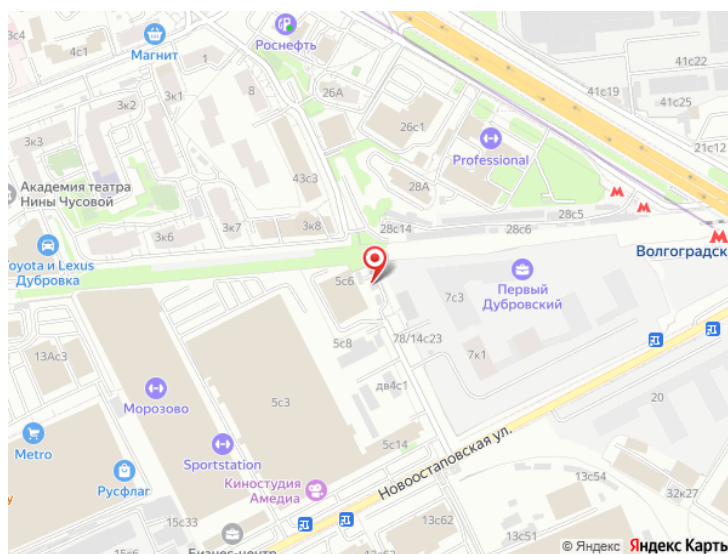 4с1
Роснефть
Магнит
41с22
41с19
41с25
1
8
26А
3к1
3к2
26с1
21с12
3к3
Professional
43с3
28А
Академия театра
Нины Чусовой
3к7
3к8
28с14
28с6
28с5
3к6
Toyota и Lexus
Дубровка
Волгоградск
5с6
Первый
Дубровский
7с3
78/14с23
5с8
7к1
13Ас3
дв4с1
Морозово
5с3
20
Metro
Sportstation
5с14
Новоостаповская ул.
Русфлаг
Киностудия
Амедиа
13с54
32к27
15с33
13с62
13с51
Бизнес-центр
© Яндекс Яндекс Карты